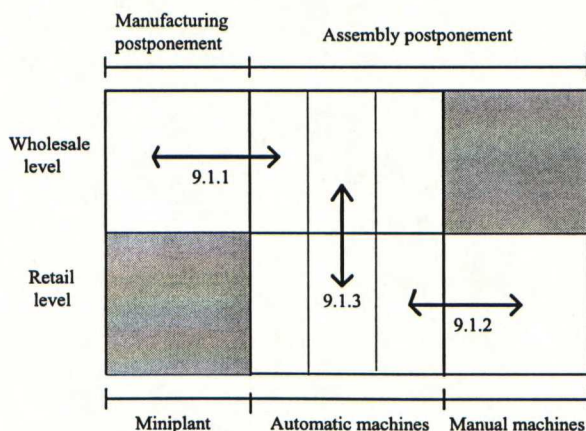 Manufacturing
postponement
Assembly postponement
Wholesale
level
9.1.1
Retail
level
9.1.3
9.1.2
Miniplant
Automatic machines
Manual machines